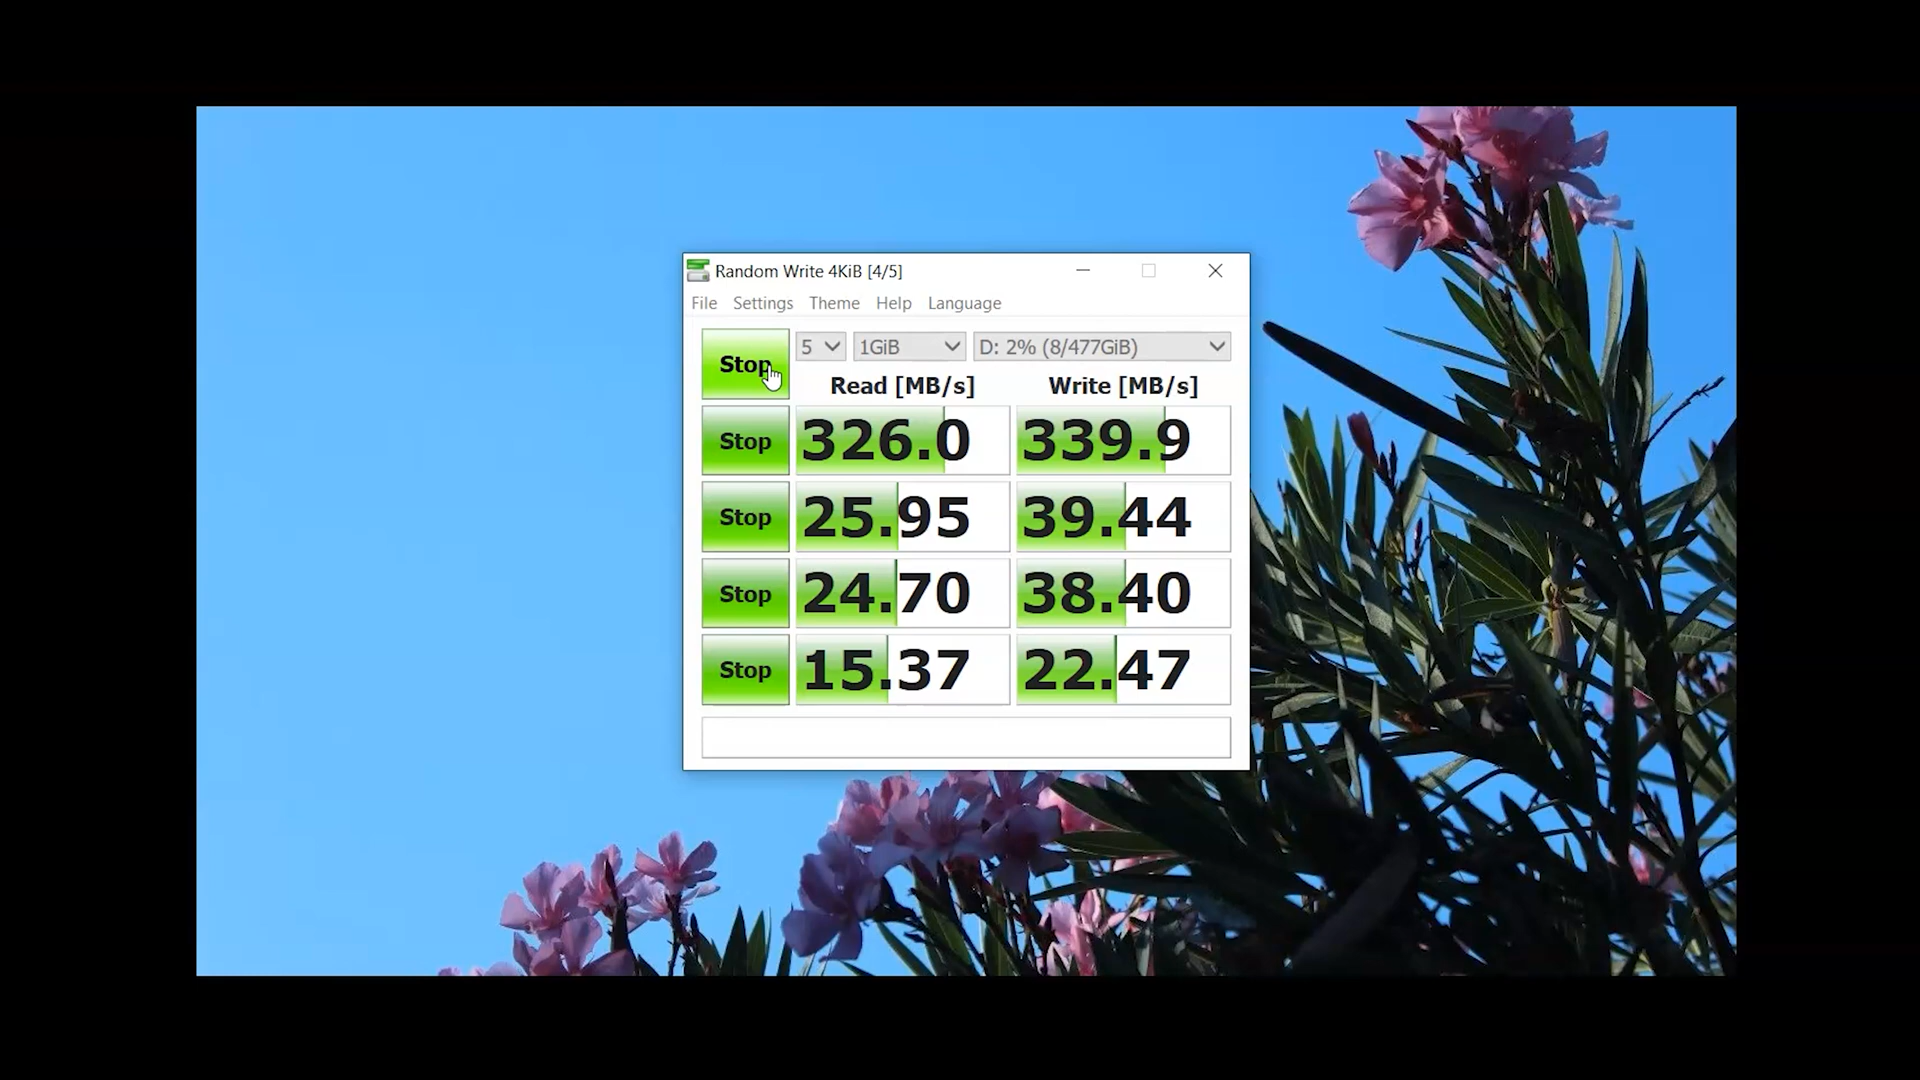 Random Write 4KiB [4/5]
File Settings Theme Help Language
Stop 5 1GiB D: 2% (8/477GiB)
Read [MB/s] Write [MB/s]
Stop 326.0 339.9
Stop 25.95 39.44
Stop 24.70 38.40
Stop 15.37 22.47